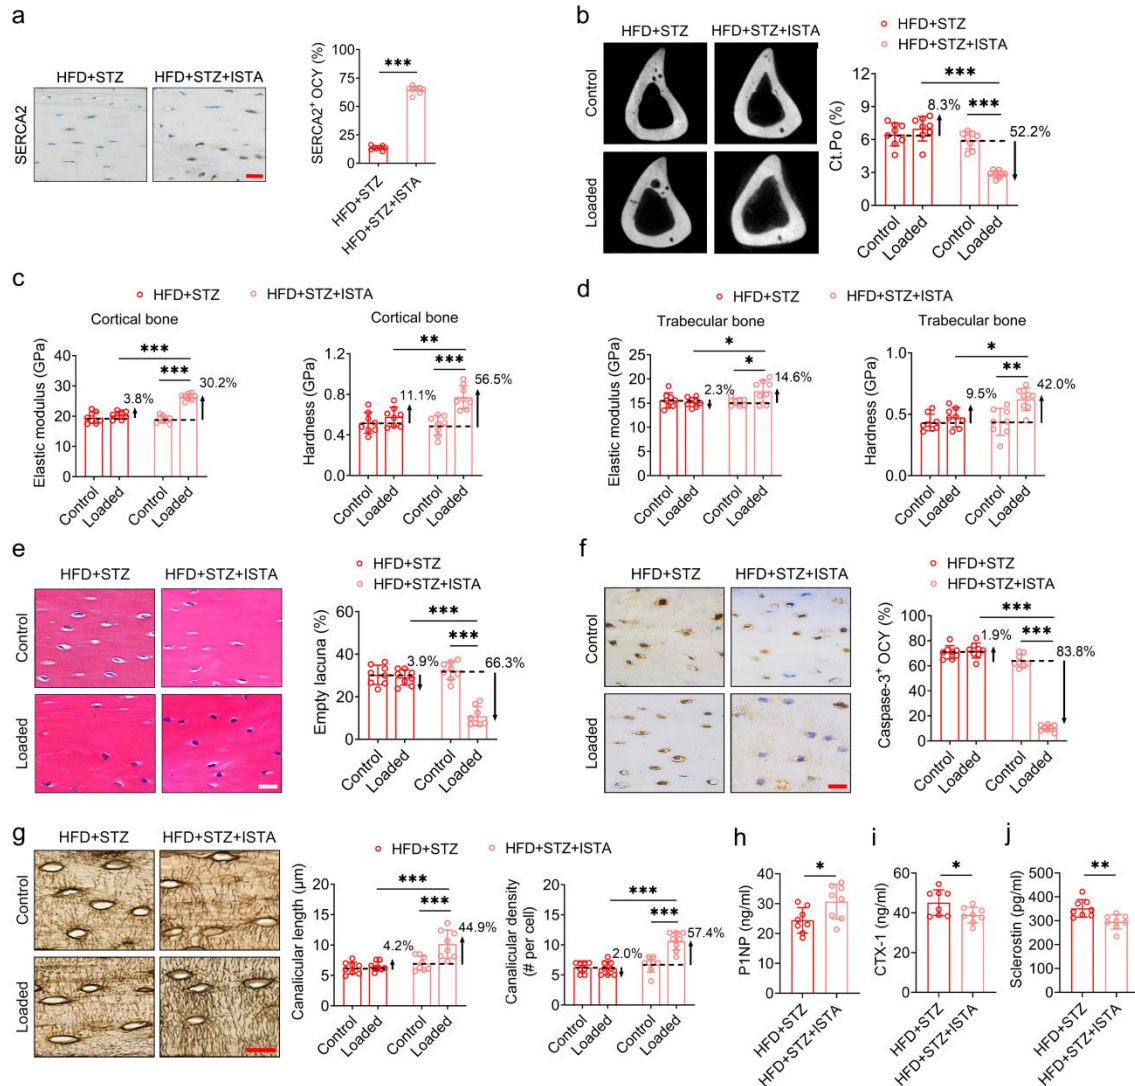 a
HFD+STZ
HFD+STZ+ISTA
SERCA2
SERCA2⁺ OCY (%)
100
75
50
25
0
***
HFD+STZ
HFD+STZ+ISTA
b
HFD+STZ
HFD+STZ+ISTA
Control
Loaded
HFD+STZ
HFD+STZ+ISTA
Ct.Po (%)
12
9
6
3
0
***
8.3%
***
52.2%
Control
Loaded
Control
Loaded
c
HFD+STZ
HFD+STZ+ISTA
Cortical bone
Elastic modulus (GPa)
40
30
20
10
0
***
***
3.8%
30.2%
Control
Loaded
Control
Loaded
Cortical bone
Hardness (GPa)
1.2
0.8
0.4
0.0
**
***
11.1%
56.5%
Control
Loaded
Control
Loaded
d
HFD+STZ
HFD+STZ+ISTA
Trabecular bone
Elastic modulus (GPa)
30
25
20
15
10
5
0
*
*
2.3%
14.6%
Control
Loaded
Control
Loaded
Trabecular bone
Hardness (GPa)
1.0
0.5
0.0
*
**
9.5%
42.0%
Control
Loaded
Control
Loaded
e
HFD+STZ
HFD+STZ+ISTA
Control
Loaded
HFD+STZ
HFD+STZ+ISTA
Empty lacuna (%)
60
40
20
0
***
***
3.9%
66.3%
Control
Loaded
Control
Loaded
f
HFD+STZ
HFD+STZ+ISTA
Control
Loaded
HFD+STZ
HFD+STZ+ISTA
Caspase-3⁺ OCY (%)
100
80
60
40
20
0
***
1.9%
***
83.8%
Control
Loaded
Control
Loaded
g
HFD+STZ
HFD+STZ+ISTA
Control
Loaded
HFD+STZ
HFD+STZ+ISTA
Canalicular length (μm)
20
15
10
5
0
***
***
4.2%
44.9%
Control
Loaded
Control
Loaded
Canalicular density
(# per cell)
20
15
10
5
0
***
***
2.0%
57.4%
Control
Loaded
Control
Loaded
h
P1NP (ng/ml)
40
30
20
10
0
*
HFD+STZ
HFD+STZ+ISTA
i
CTX-1 (ng/ml)
60
40
20
0
*
HFD+STZ
HFD+STZ+ISTA
j
Sclerostin (pg/ml)
500
400
300
200
100
0
**
HFD+STZ
HFD+STZ+ISTA